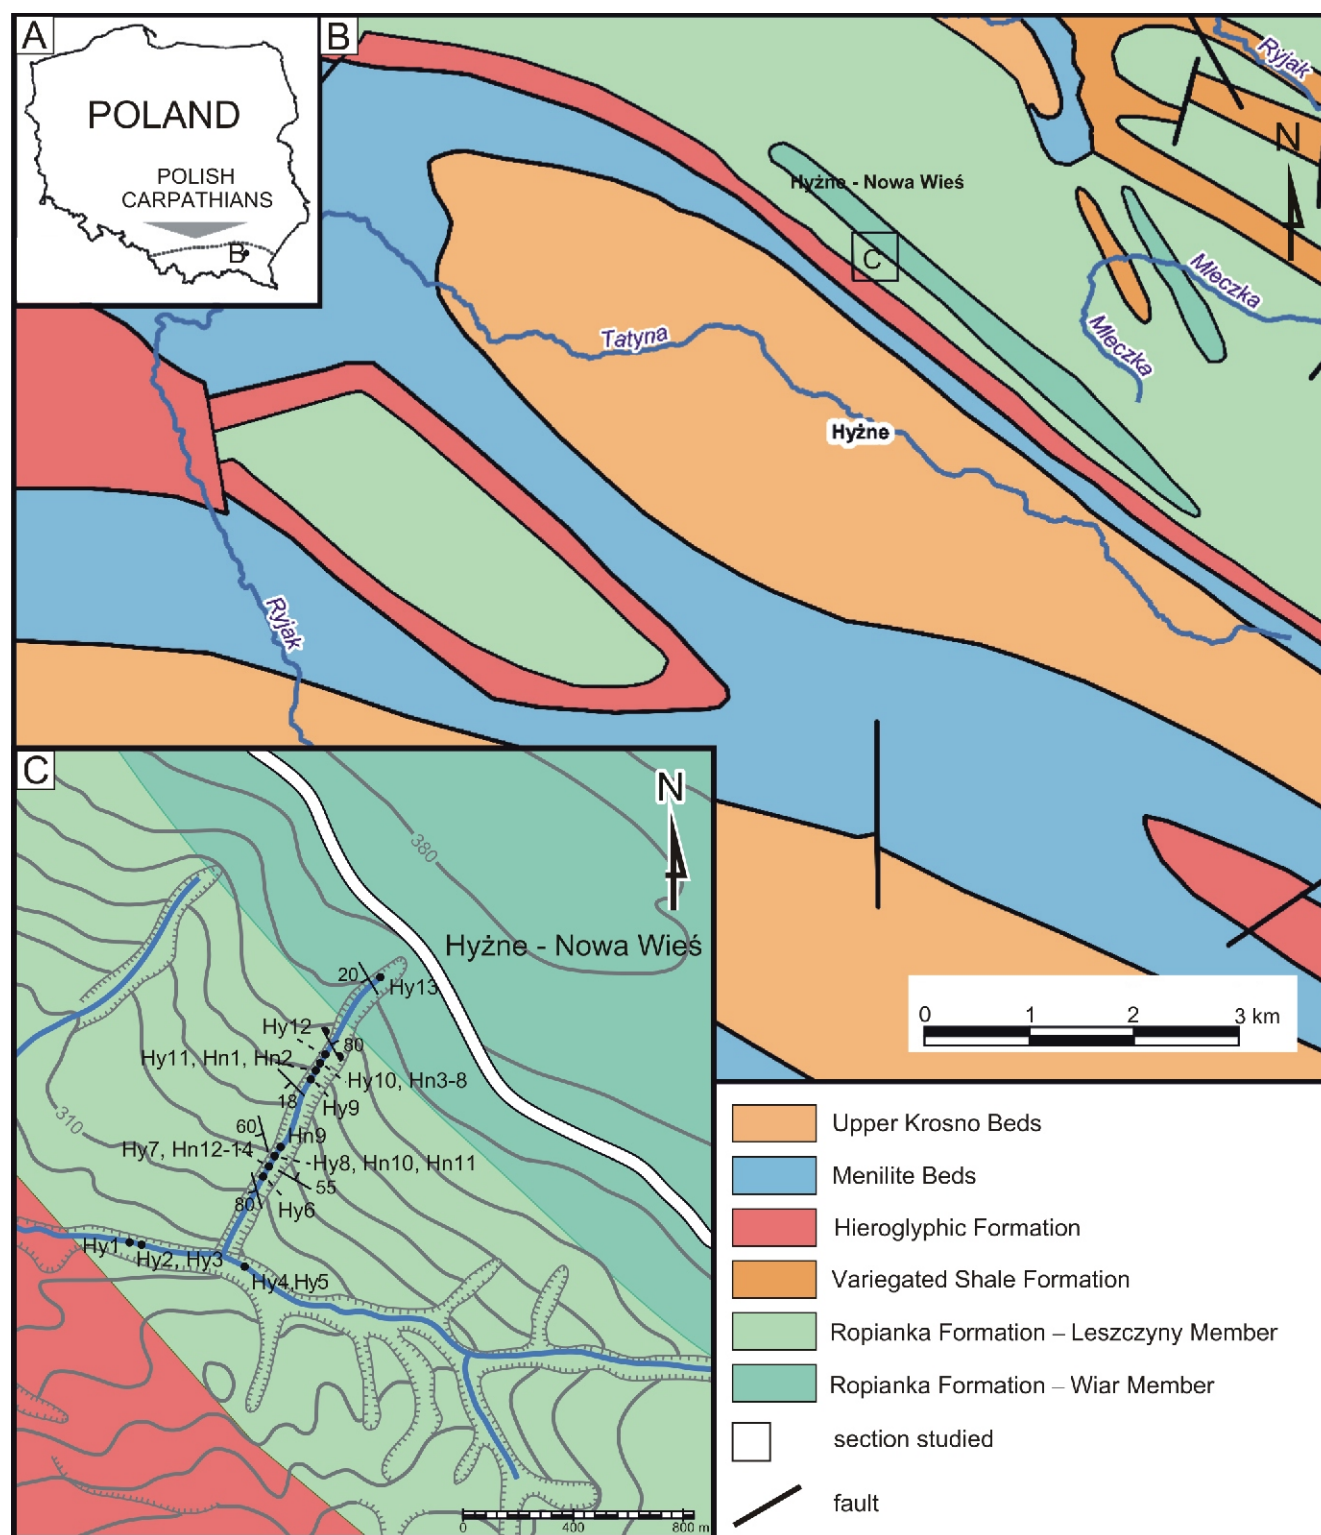 A
POLAND
POLISH
CARPATHIANS
B
B
Ryjak
N
Hyżne - Nowa Wieś
C
Mleczka
Mleczka
Tatyna
Hyżne
Ryjak
0 1 2 3 km
C
N
380
Hyżne - Nowa Wieś
20
Hy13
Hy12
80
Hy11, Hn1, Hn2
Hy10, Hn3-8
18
Hy9
310
60
Hn9
Hy7, Hn12-14
Hy8, Hn10, Hn11
55
80
Hy6
Hy1
Hy2, Hy3
Hy4,Hy5
0 400 800 m
Upper Krosno Beds
Menilite Beds
Hieroglyphic Formation
Variegated Shale Formation
Ropianka Formation – Leszczyny Member
Ropianka Formation – Wiar Member
section studied
fault